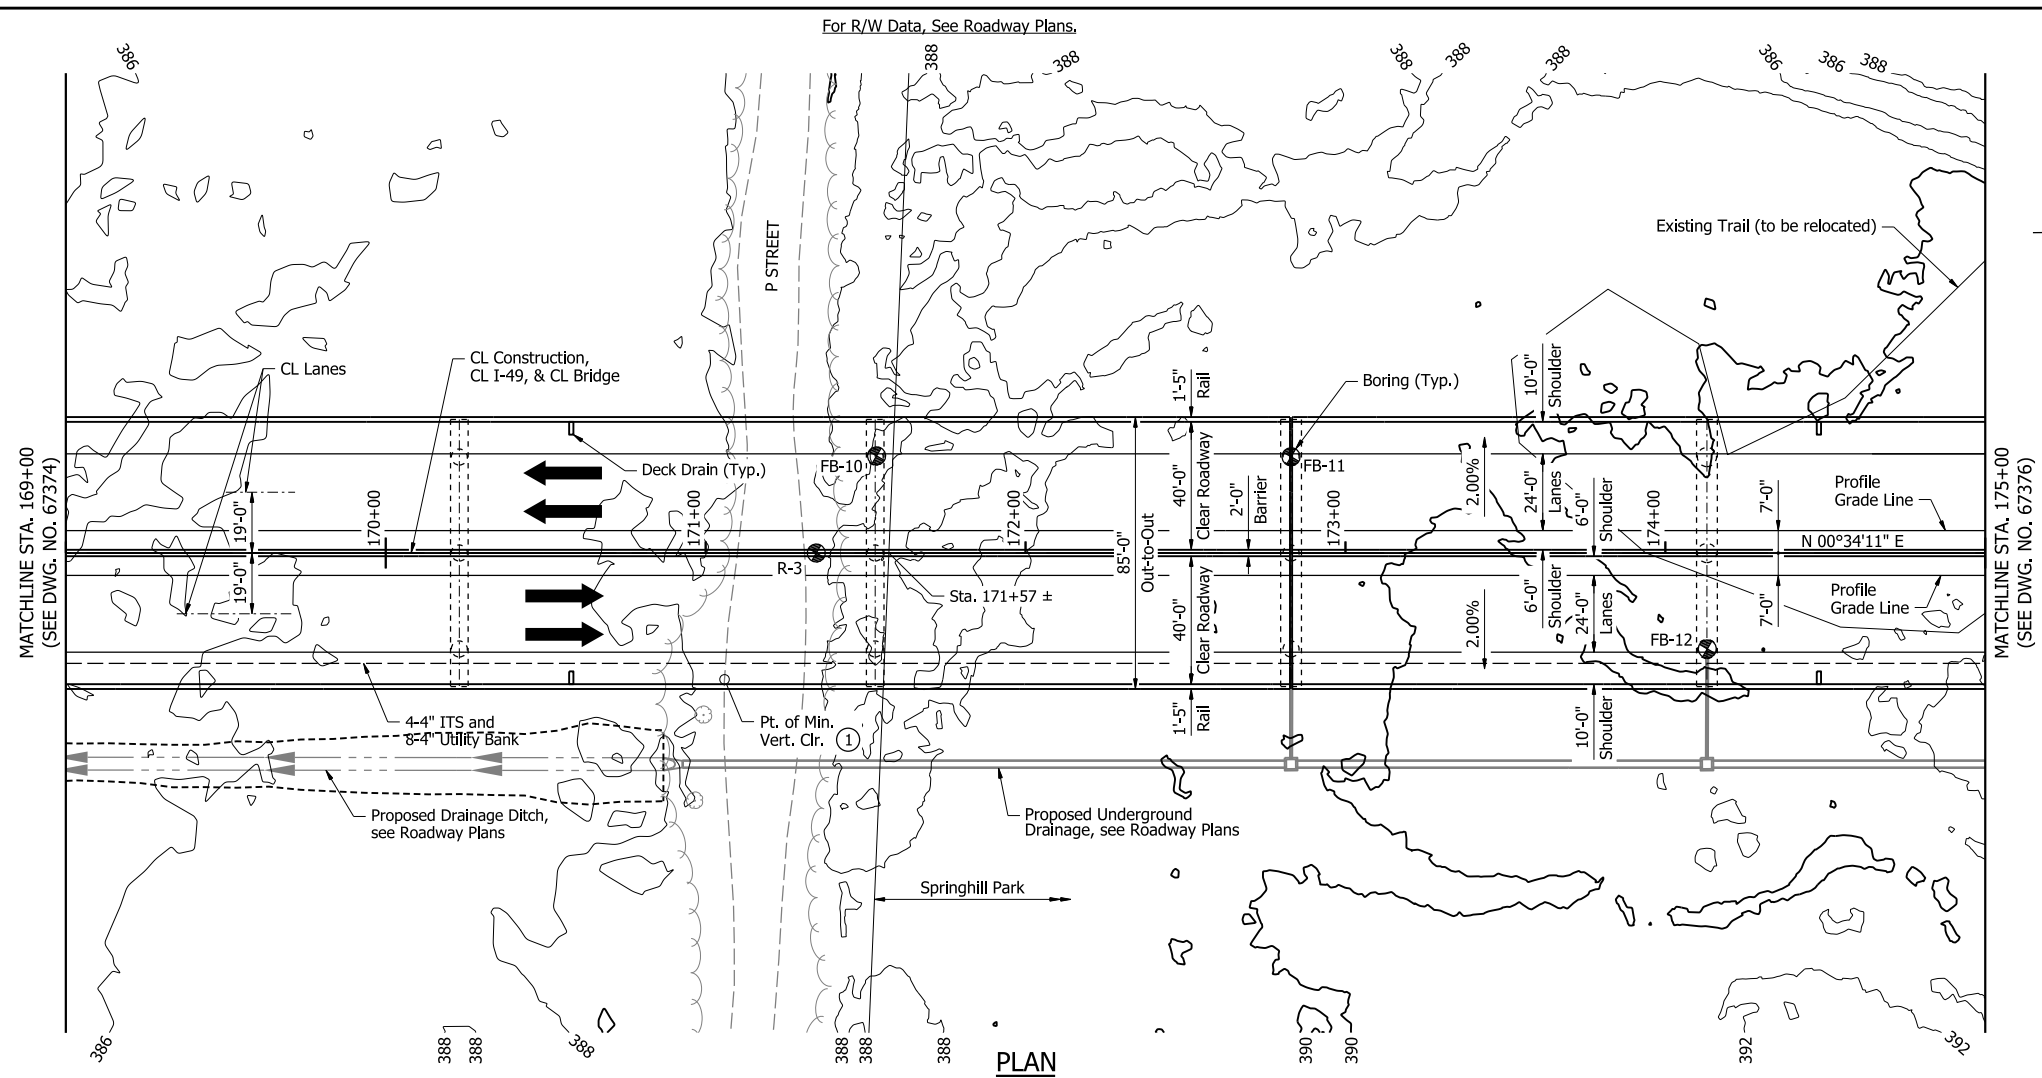 For R/W Data, See Roadway Plans.
386
388
388
388
388
388
386
386
388
P STREET
Existing Trail (to be relocated)
CL Lanes
CL Construction,
CL I-49, & CL Bridge
Boring (Typ.)
1'-5"
Rail
10'-0"
Shoulder
Deck Drain (Typ.)
FB-10
FB-11
MATCHLINE STA. 169+00
(SEE DWG. NO. 67374)
MATCHLINE STA. 175+00
(SEE DWG. NO. 67376)
19'-0"
19'-0"
170+00
171+00
172+00
173+00
174+00
40'-0"
Clear Roadway
2'-0"
Barrier
85'-0"
Out-to-Out
2.00%
24'-0"
Lanes
6'-0"
Shoulder
7'-0"
Profile
Grade Line
N 00°34'11" E
R-3
Sta. 171+57 ±
40'-0"
Clear Roadway
2.00%
6'-0"
Shoulder
24'-0"
Lanes
7'-0"
Profile
Grade Line
FB-12
4-4" ITS and
8-4" Utility Bank
Pt. of Min.
Vert. Clr.
1
1'-5"
Rail
10'-0"
Shoulder
Proposed Drainage Ditch,
see Roadway Plans
Proposed Underground
Drainage, see Roadway Plans
Springhill Park
386
388
388
388
388
388
388
390
390
392
392
PLAN